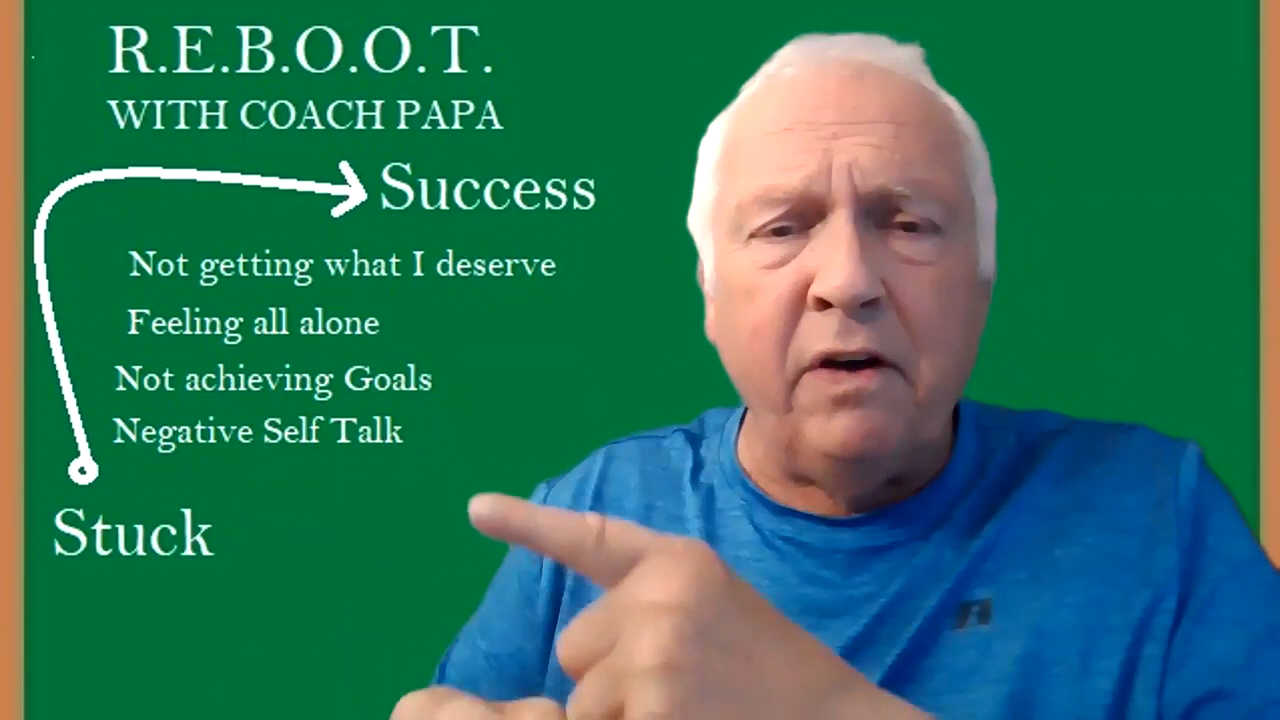 R.E.B.O.O.T.
WITH COACH PAPA
Success
Not getting what I deserve
Feeling all alone
Not achieving Goals
Negative Self Talk
Stuck